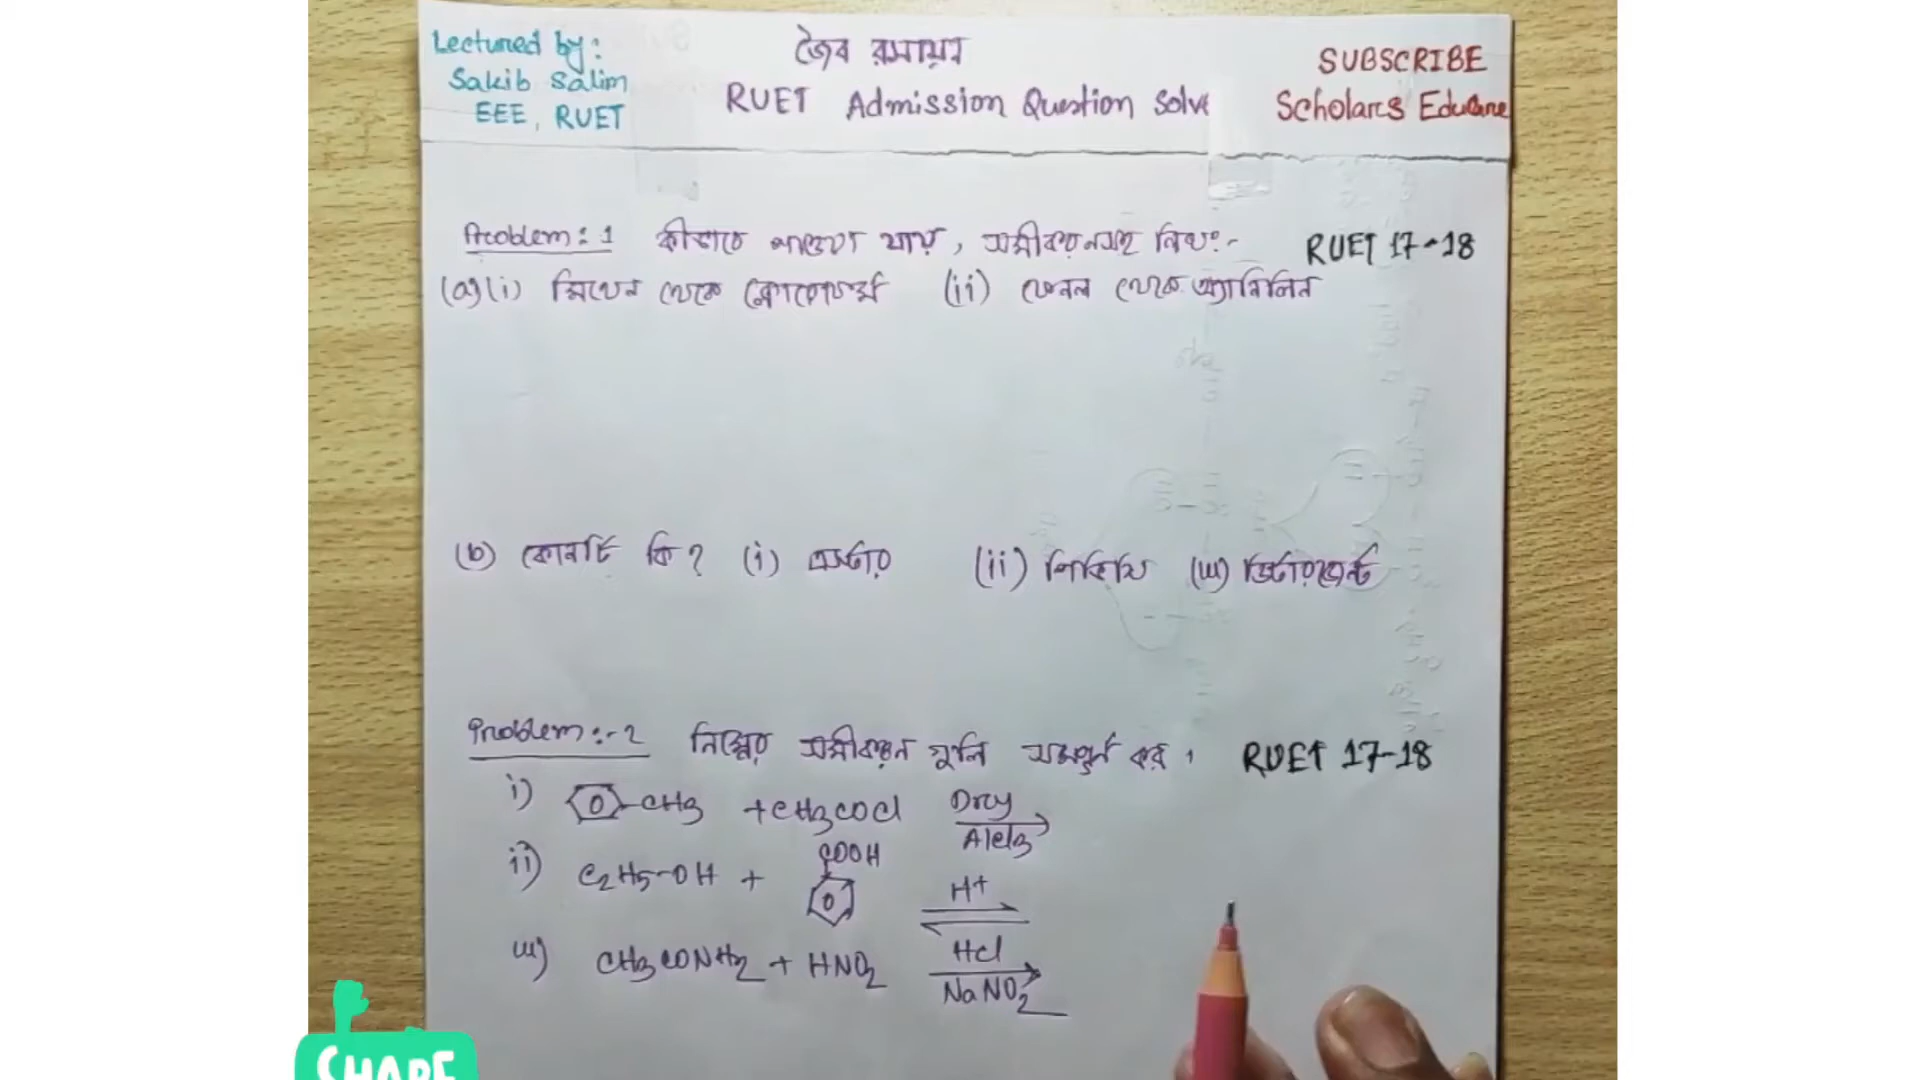 Lectured by:
Sakib Salim
EEE, RUET
জৈব রসায়ন
RUET Admission Question Solve
SUBSCRIBE
Scholars EduCare
Problem: 1 কীভাবে পাওয়া যায়, সমীকরণসহ লিখঃ- RUET 17-18
(a)(i) মিথেন থেকে ক্লোরোফর্ম (ii) ফেনল থেকে অ্যানিলিন
(b) কোনটি কি? (i) এস্টার (ii) পিভিসি (iii) ডিটারজেন্ট
Problem:-2 নিম্নের সমীকরণ গুলি সম্পূর্ণ কর। RUET 17-18
i) CH3 + CH3COCl Dry AlCl3
ii) C2H5-OH + COOH H+
iii) CH3CONH2 + HNO2 HCl NaNO2
SHARE